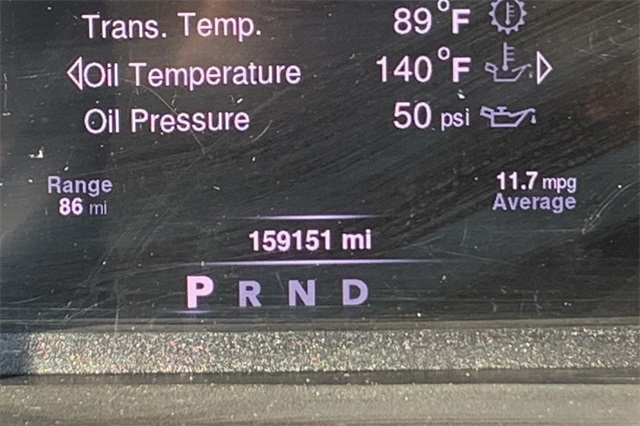 Trans. Temp. 89°F
Oil Temperature 140°F
Oil Pressure 50 psi
Range
86 mi
11.7 mpg
Average
159151 mi
P R N D